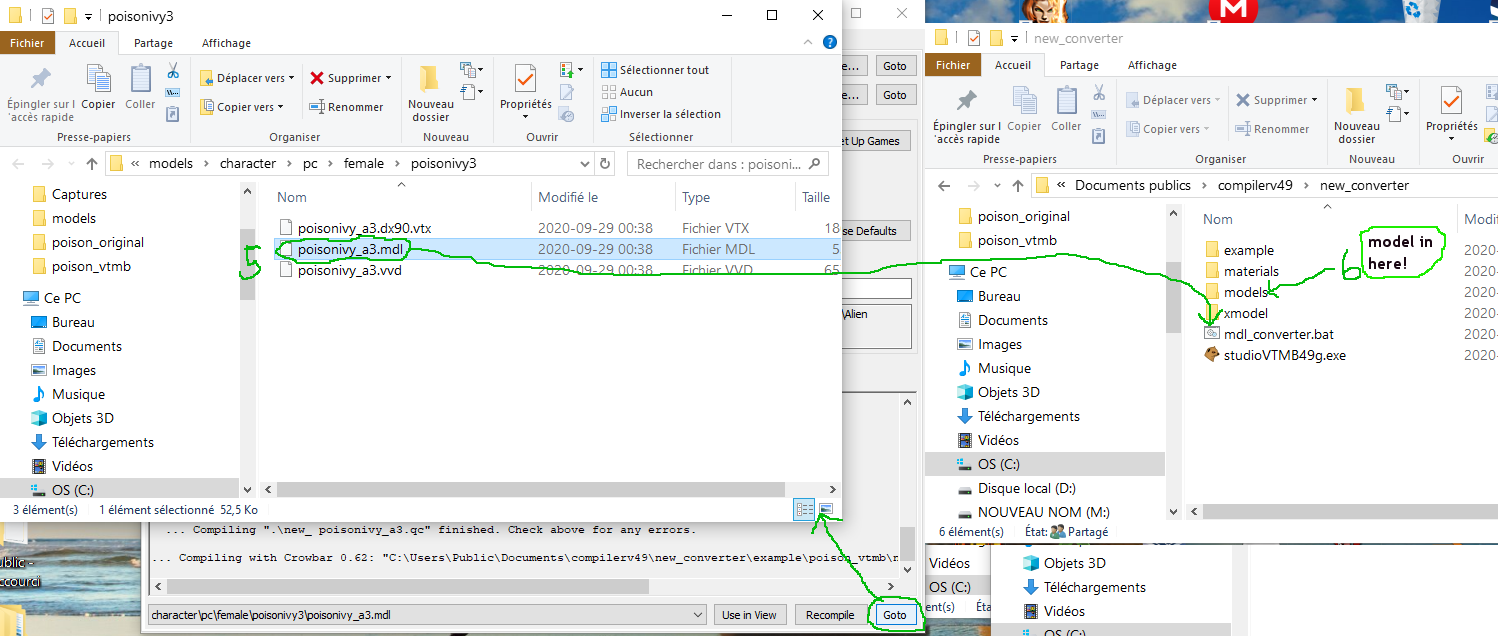 poisonivy3
Fichier Accueil Partage Affichage
Épingler sur l
'accès rapide
Copier
Coller
Déplacer vers
Copier vers
Supprimer
Renommer
Nouveau
dossier
Propriétés
Sélectionner tout
Aucun
Inverser la sélection
Presse-papiers Organiser Nouveau Ouvrir Sélectionner
« models > character > pc > female > poisonivy3
Rechercher dans : poisoni...
Captures
models
poison_original
poison_vtmb
Ce PC
Bureau
Documents
Images
Musique
Objets 3D
Téléchargements
Vidéos
OS (C:)
Nom Modifié le Type Taille
poisonivy_a3.dx90.vtx 2020-09-29 00:38 Fichier VTX 18
poisonivy_a3.mdl 2020-09-29 00:38 Fichier MDL 5
poisonivy_a3.vvd 2020-09-29 00:38 Fichier VVD 65
5
3 élément(s) 1 élément sélectionné 52,5 Ko
e... Goto
e... Goto
et Up Games
se Defaults
\Alien
... Compiling ".\new_ poisonivy_a3.qc" finished. Check above for any errors.
... Compiling with Crowbar 0.62: "C:\Users\Public\Documents\compilerv49\new_converter\example\poison_vtmb\n
character\pc\female\poisonivy3\poisonivy_a3.mdl Use in View Recompile Goto
ublic -
ccourci
M
new_converter
Fichier Accueil Partage Affichage
Épingler sur l
'accès rapide
Copier
Coller
Déplacer vers
Copier vers
Supprimer
Renommer
Nouveau
dossier
Propriétés
Presse-papiers Organiser Nouveau Ouvrir
« Documents publics > compilerv49 > new_converter
poison_original
poison_vtmb
Ce PC
Bureau
Documents
Images
Musique
Objets 3D
Téléchargements
Vidéos
OS (C:)
Disque local (D:)
NOUVEAU NOM (M:)
Nom Modifi
example 2020-
materials 2020-
models 2020-
xmodel 2020-
mdl_converter.bat 2020-
studioVTMB49g.exe 2020-
6
model in
here!
6 élément(s) État: Partagé
Vidéos
OS (C:)
ent(s) Éta
Objets 3D
Téléchargements
Vidéos
OS (C:)